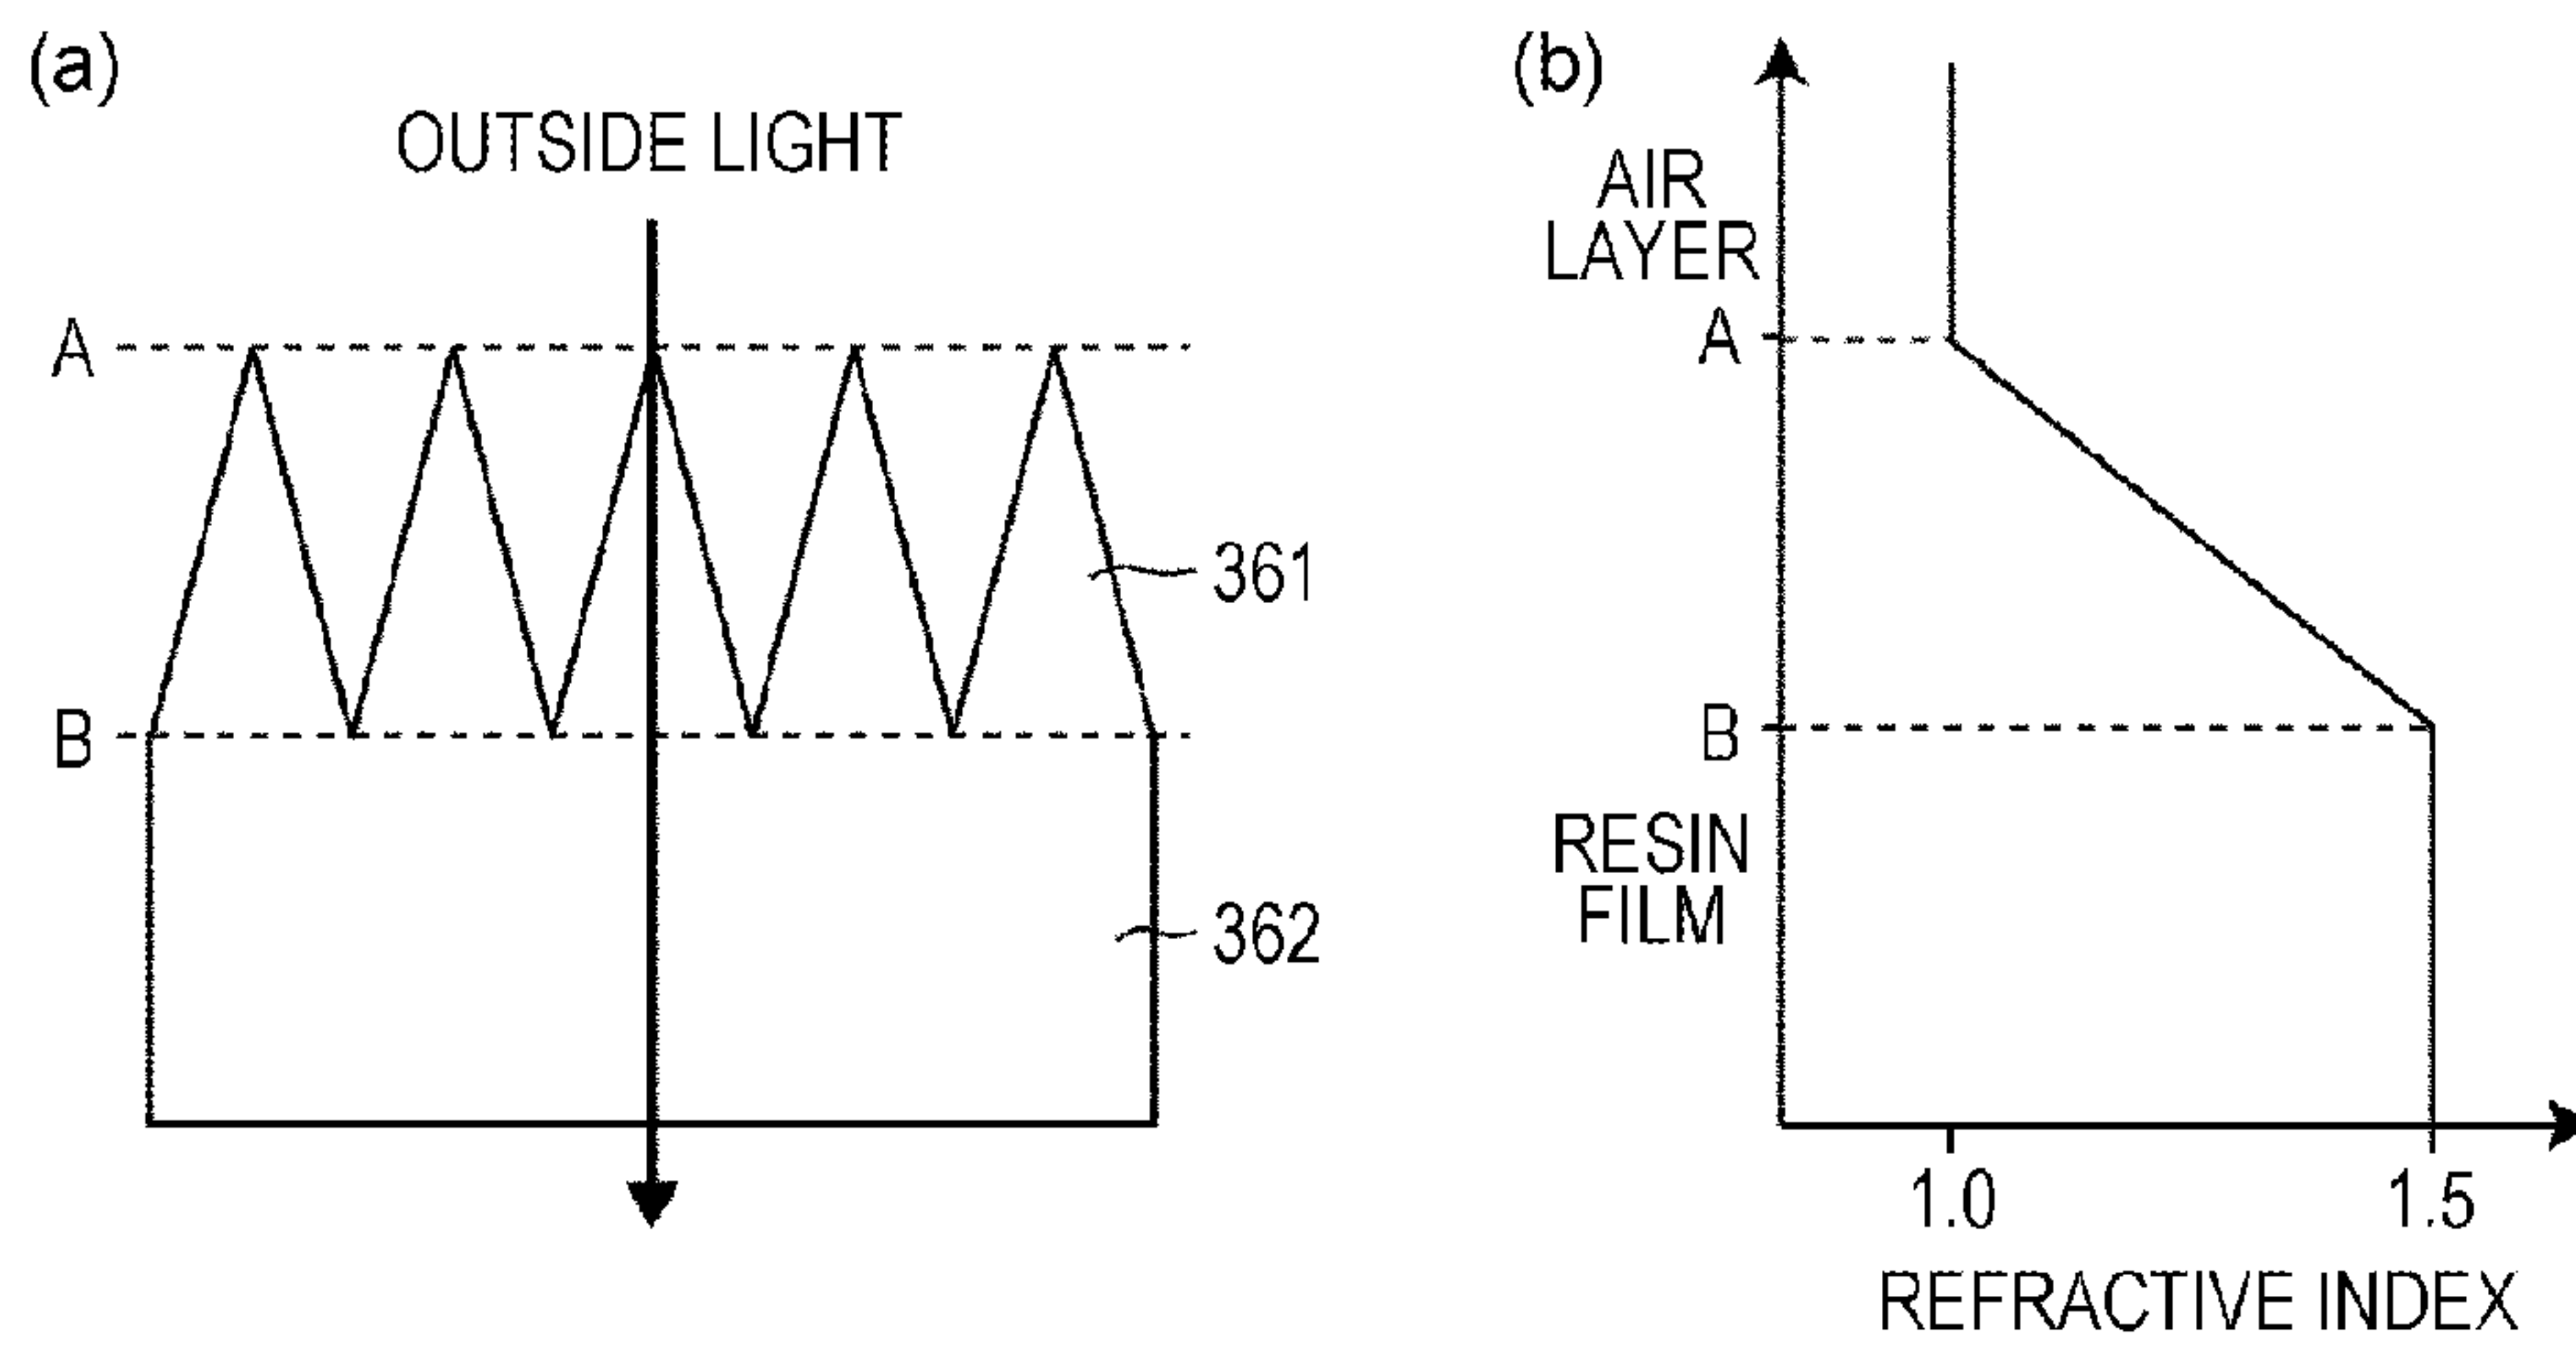 (a)
OUTSIDE LIGHT
A
B
361
362
(b)
AIR
LAYER
A
B
RESIN
FILM
1.0
1.5
REFRACTIVE INDEX